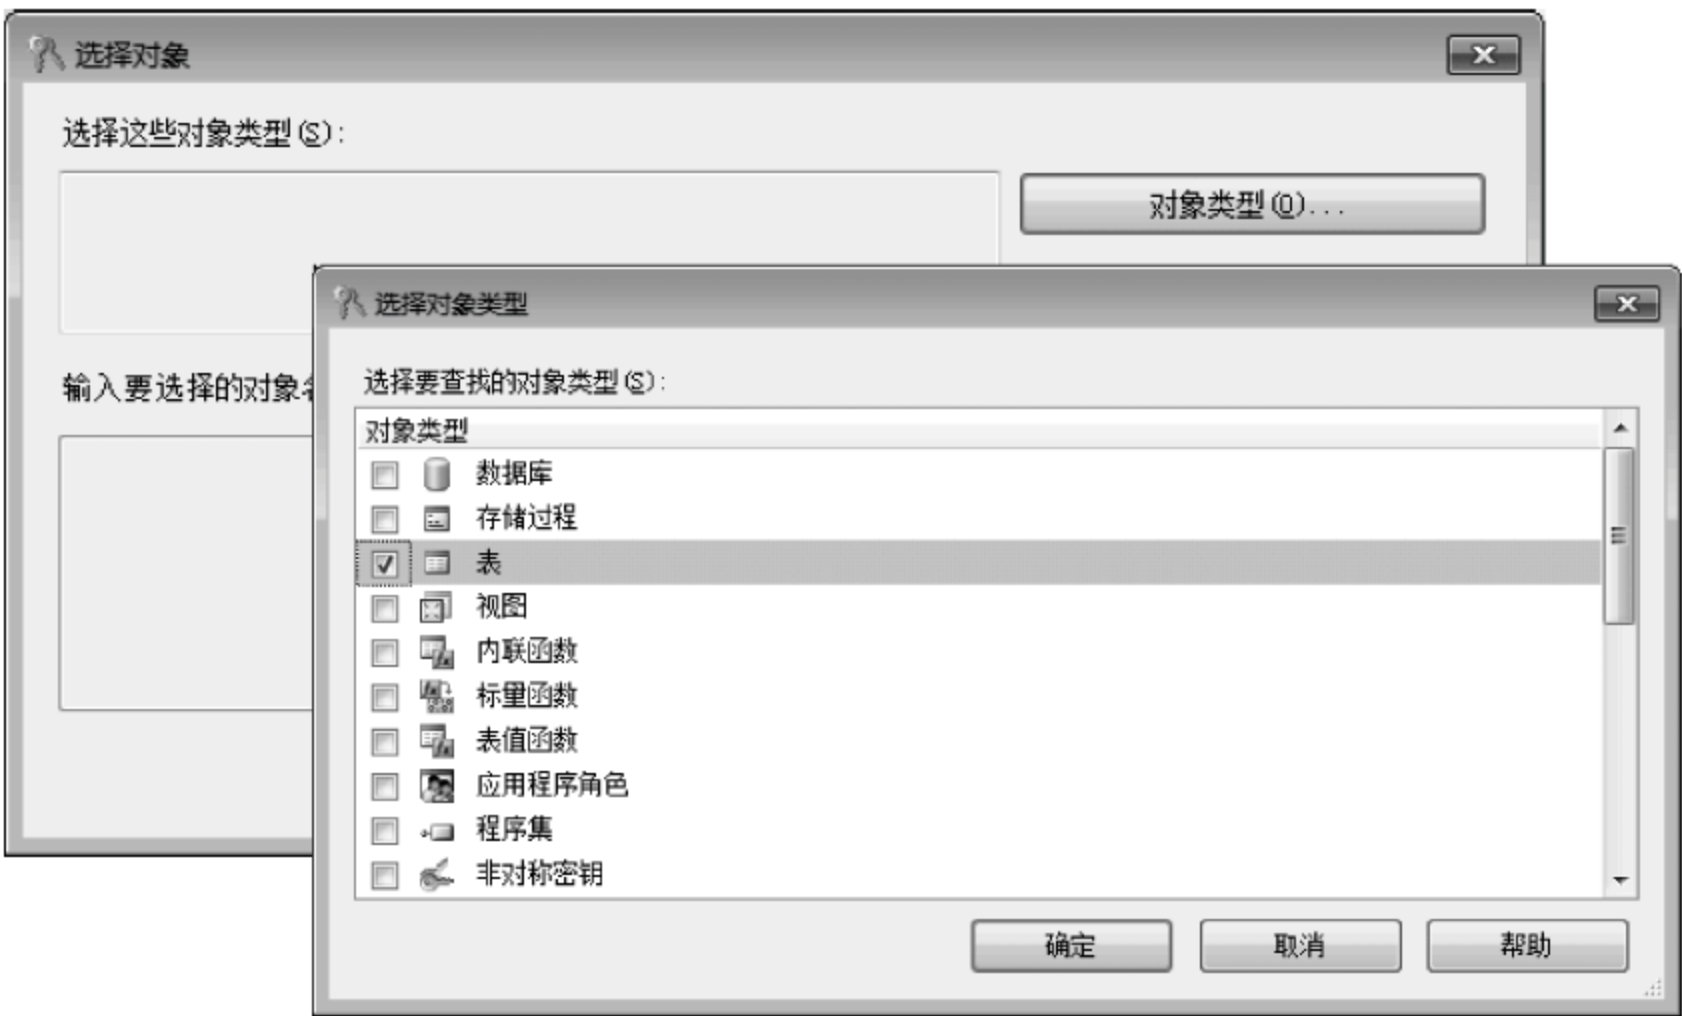 选择对象
选择这些对象类型(S):
对象类型(O)...
输入要选择的对象名
选择对象类型
选择要查找的对象类型(S):
对象类型
数据库
存储过程
表
视图
内联函数
标量函数
表值函数
应用程序角色
程序集
非对称密钥
确定
取消
帮助